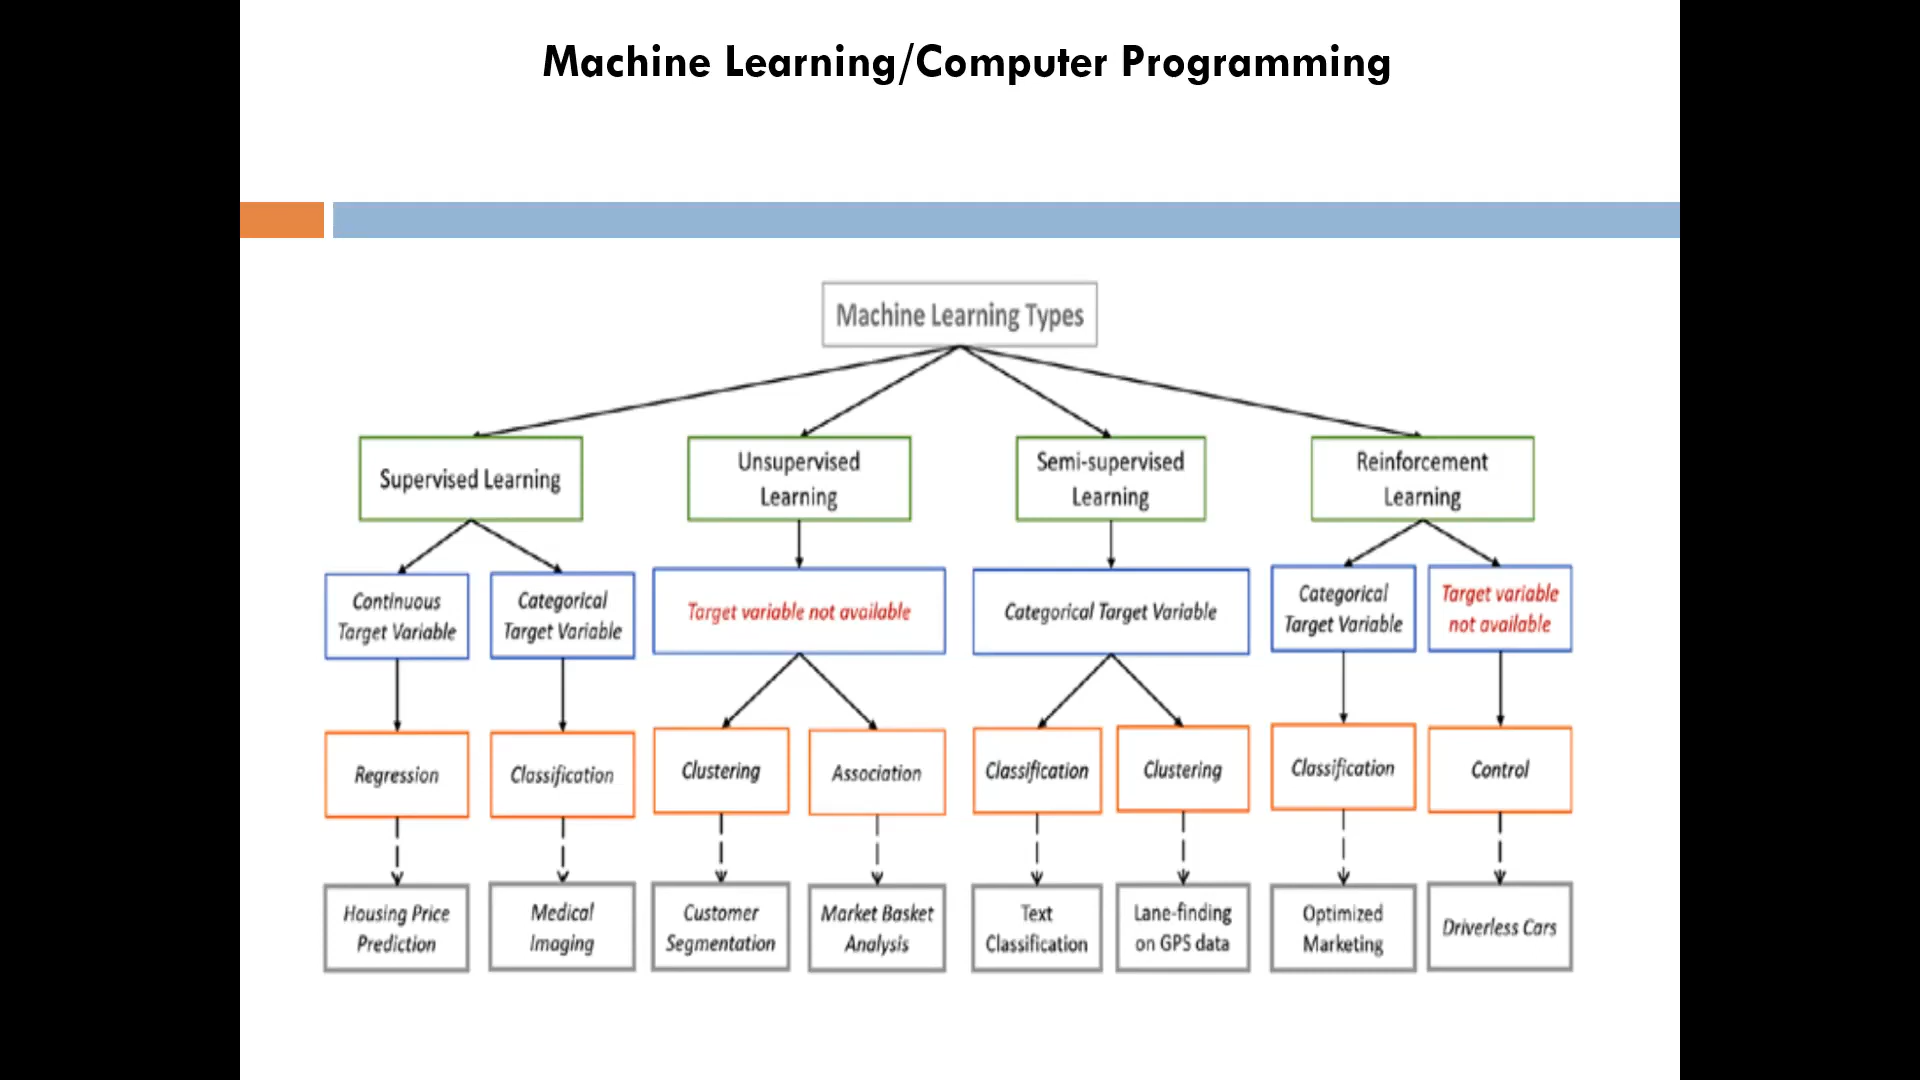 Machine Learning/Computer Programming
Machine Learning Types
Supervised Learning
Unsupervised
Learning
Semi-supervised
Learning
Reinforcement
Learning
Continuous
Target Variable
Categorical
Target Variable
Target variable not available
Categorical Target Variable
Categorical
Target Variable
Target variable
not available
Regression
Classification
Clustering
Association
Classification
Clustering
Classification
Control
Housing Price
Prediction
Medical
Imaging
Customer
Segmentation
Market Basket
Analysis
Text
Classification
Lane-finding
on GPS data
Optimized
Marketing
Driverless Cars